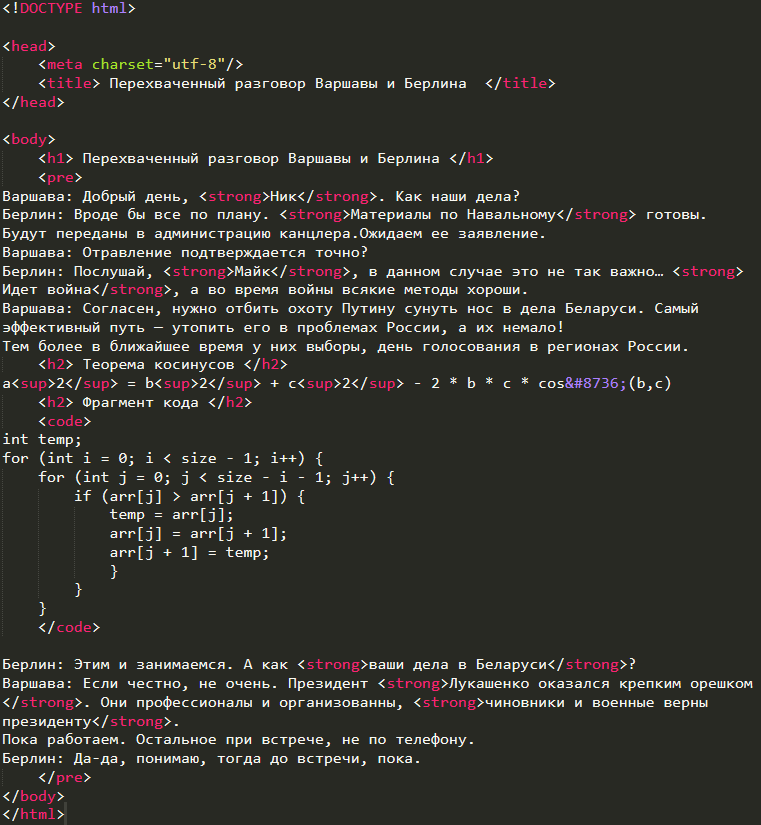 <!DOCTYPE html>
<head>
<meta charset="utf-8"/>
<title> Перехваченный разговор Варшавы и Берлина  </title>
</head>
<body>
<h1> Перехваченный разговор Варшавы и Берлина </h1>
<pre>
Варшава: Добрый день, <strong>Ник</strong>. Как наши дела?
Берлин: Вроде бы все по плану. <strong>Материалы по Навальному</strong> готовы.
Будут переданы в администрацию канцлера.Ожидаем ее заявление.
Варшава: Отравление подтверждается точно?
Берлин: Послушай, <strong>Майк</strong>, в данном случае это не так важно… <strong>
Идет война</strong>, а во время войны всякие методы хороши.
Варшава: Согласен, нужно отбить охоту Путину сунуть нос в дела Беларуси. Самый
эффективный путь — утопить его в проблемах России, а их немало!
Тем более в ближайшее время у них выборы, день голосования в регионах России.
<h2> Теорема косинусов </h2>
a<sup>2</sup> = b<sup>2</sup> + c<sup>2</sup> - 2 * b * c * cos&#8736;(b,c)
<h2> Фрагмент кода </h2>
<code>
int temp;
for (int i = 0; i < size - 1; i++) {
for (int j = 0; j < size - i - 1; j++) {
if (arr[j] > arr[j + 1]) {
temp = arr[j];
arr[j] = arr[j + 1];
arr[j + 1] = temp;
}
}
}
</code>
Берлин: Этим и занимаемся. А как <strong>ваши дела в Беларуси</strong>?
Варшава: Если честно, не очень. Президент <strong>Лукашенко оказался крепким орешком
</strong>. Они профессионалы и организованны, <strong>чиновники и военные верны
президенту</strong>.
Пока работаем. Остальное при встрече, не по телефону.
Берлин: Да-да, понимаю, тогда до встречи, пока.
</pre>
</body>
</html>